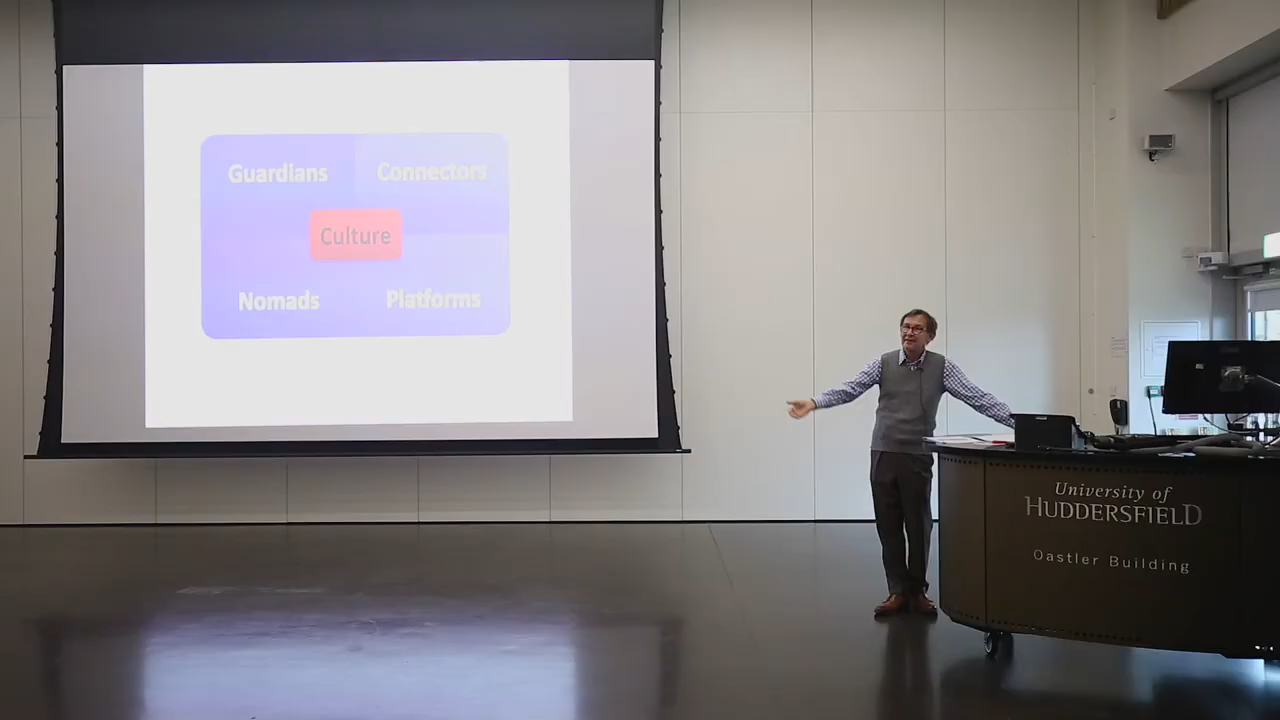 Guardians
Connectors
Culture
Nomads
Platforms
University of
HUDDERSFIELD
Oastler Building